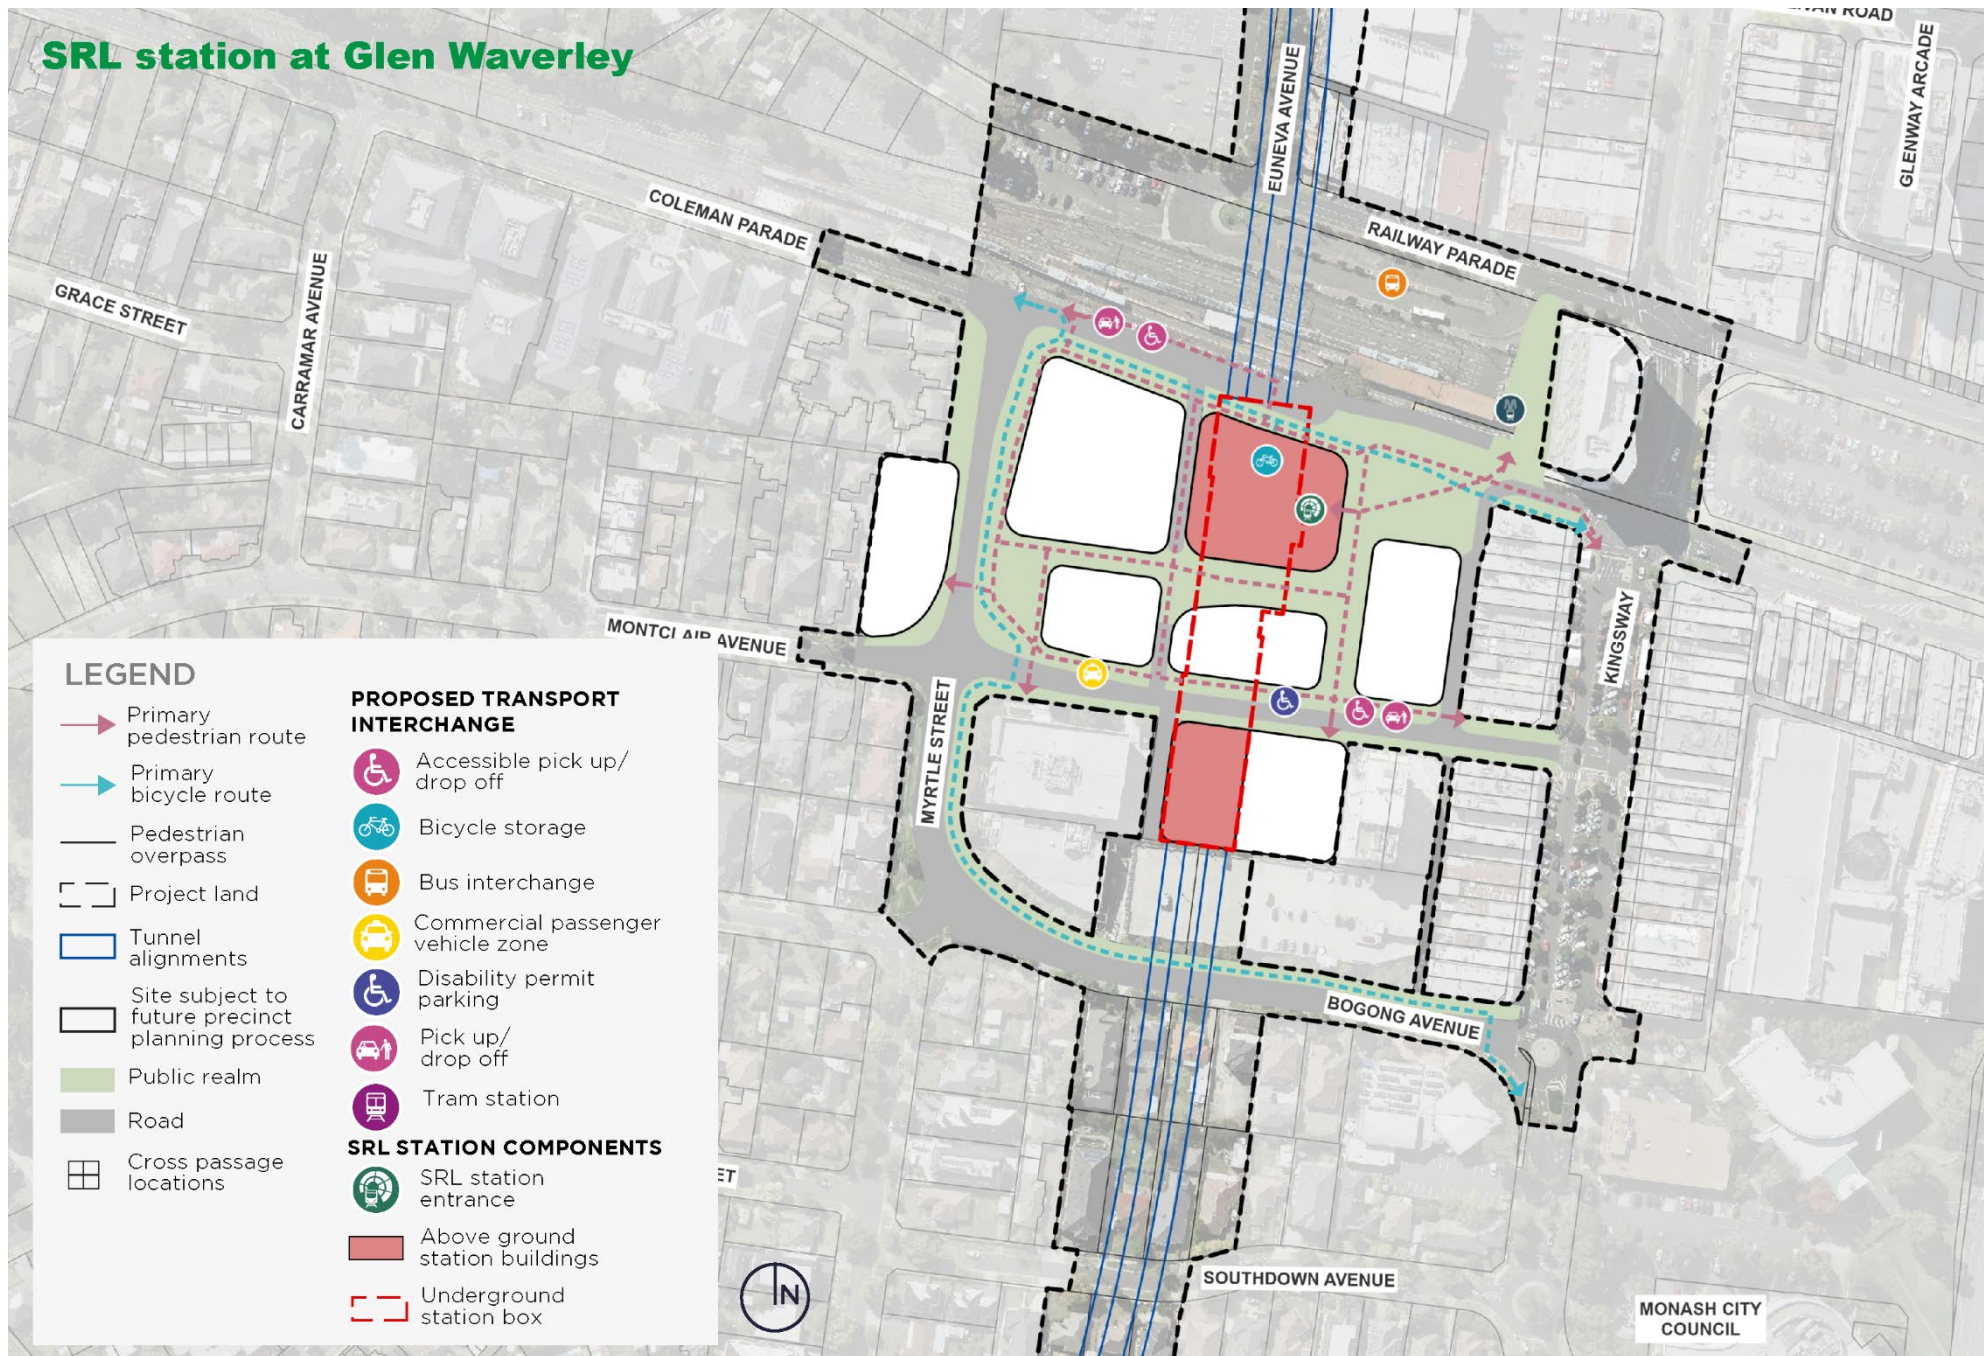 SRL station at Glen Waverley
ROAD
GLENWAY ARCADE
EUNEVA AVENUE
COLEMAN PARADE
RAILWAY PARADE
CARRAMAR AVENUE
GRACE STREET
KINGSWAY
MONTCLAIR AVENUE
MYRTLE STREET
BOGONG AVENUE
SOUTHDOWN AVENUE
MONASH CITY
COUNCIL
ET
LEGEND
Primary
pedestrian route
Primary
bicycle route
Pedestrian
overpass
Project land
Tunnel
alignments
Site subject to
future precinct
planning process
Public realm
Road
Cross passage
locations
PROPOSED TRANSPORT
INTERCHANGE
Accessible pick up/
drop off
Bicycle storage
Bus interchange
Commercial passenger
vehicle zone
Disability permit
parking
Pick up/
drop off
Tram station
SRL STATION COMPONENTS
SRL station
entrance
Above ground
station buildings
Underground
station box
N